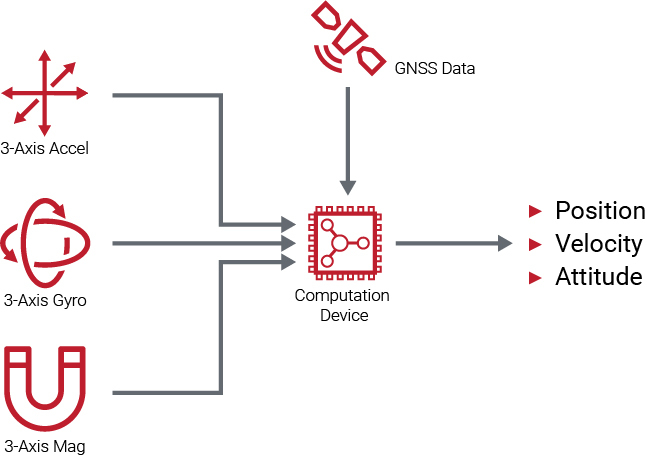 GNSS Data
3-Axis Accel
3-Axis Gyro
3-Axis Mag
Computation
Device
Position
Velocity
Attitude